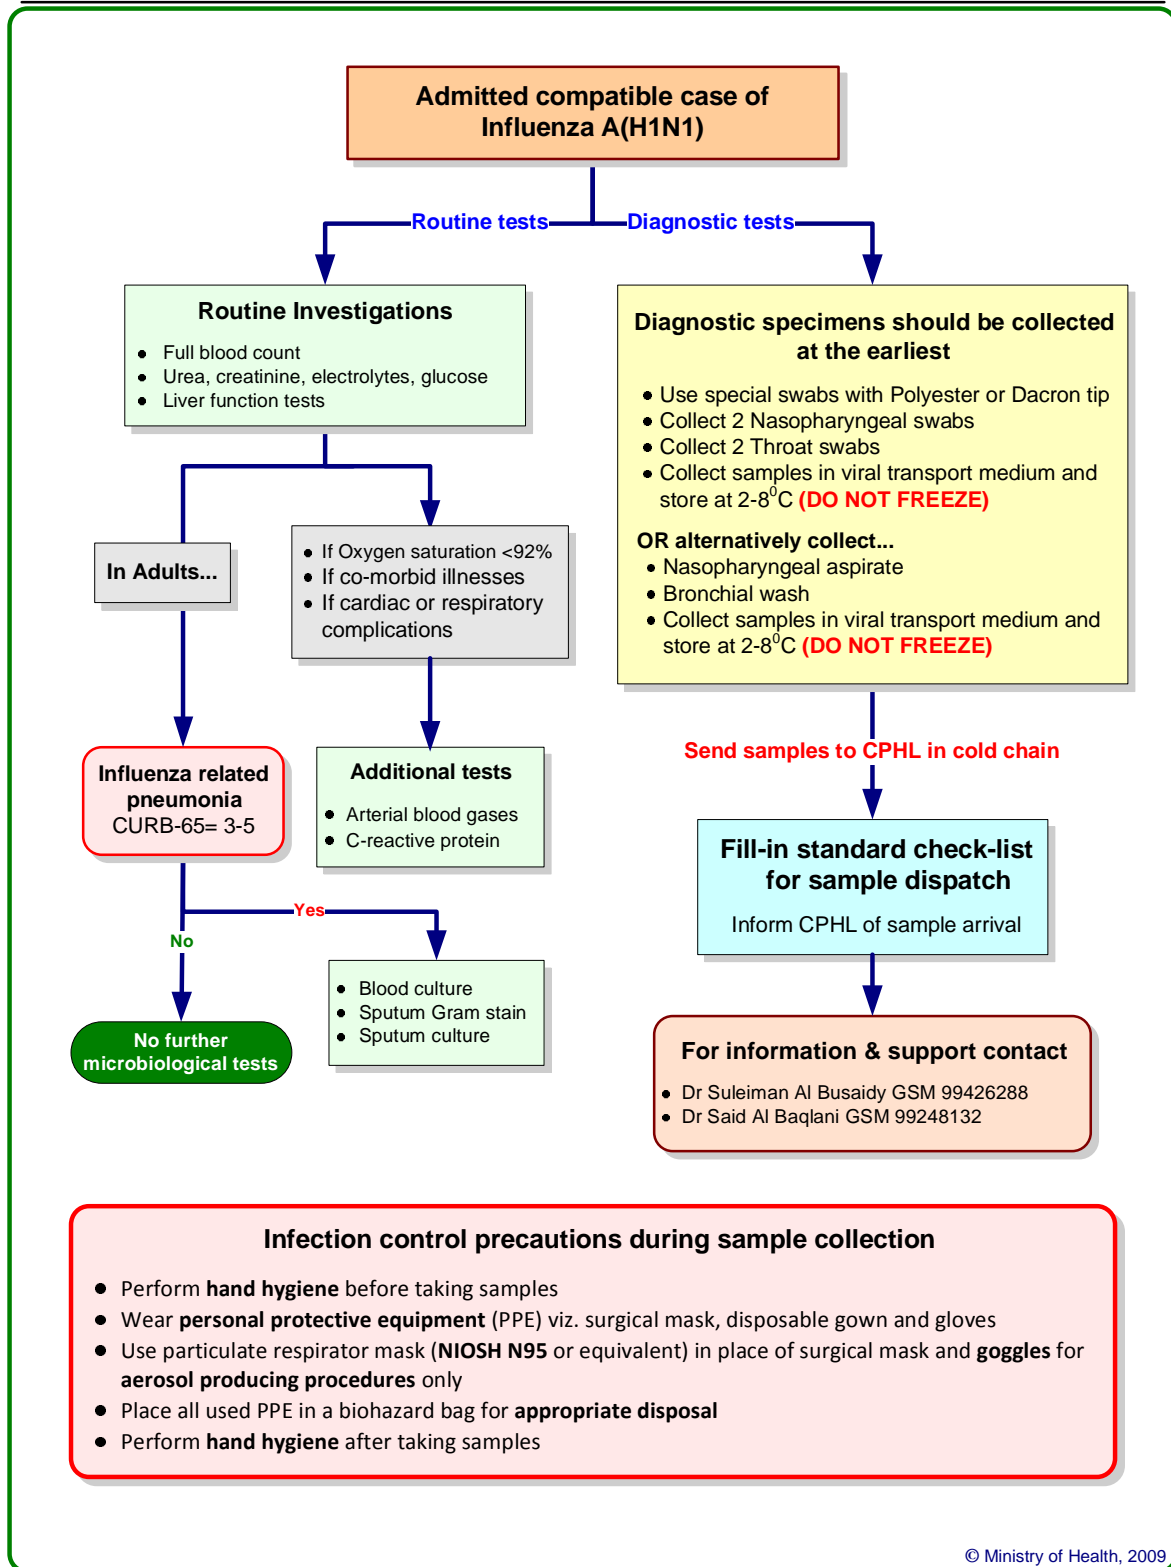 Admitted compatible case of
Influenza A(H1N1)
Routine tests
Diagnostic tests
Routine Investigations
● Full blood count
● Urea, creatinine, electrolytes, glucose
● Liver function tests
In Adults...
● If Oxygen saturation <92%
● If co-morbid illnesses
● If cardiac or respiratory
complications
Influenza related
pneumonia
CURB-65= 3-5
Additional tests
● Arterial blood gases
● C-reactive protein
Yes
No
No further
microbiological tests
● Blood culture
● Sputum Gram stain
● Sputum culture
Diagnostic specimens should be collected
at the earliest
● Use special swabs with Polyester or Dacron tip
● Collect 2 Nasopharyngeal swabs
● Collect 2 Throat swabs
● Collect samples in viral transport medium and
store at 2-8⁰C (DO NOT FREEZE)
OR alternatively collect...
● Nasopharyngeal aspirate
● Bronchial wash
● Collect samples in viral transport medium and
store at 2-8⁰C (DO NOT FREEZE)
Send samples to CPHL in cold chain
Fill-in standard check-list
for sample dispatch
Inform CPHL of sample arrival
For information & support contact
● Dr Suleiman Al Busaidy GSM 99426288
● Dr Said Al Baqlani GSM 99248132
Infection control precautions during sample collection
● Perform hand hygiene before taking samples
● Wear personal protective equipment (PPE) viz. surgical mask, disposable gown and gloves
● Use particulate respirator mask (NIOSH N95 or equivalent) in place of surgical mask and goggles for
aerosol producing procedures only
● Place all used PPE in a biohazard bag for appropriate disposal
● Perform hand hygiene after taking samples
© Ministry of Health, 2009